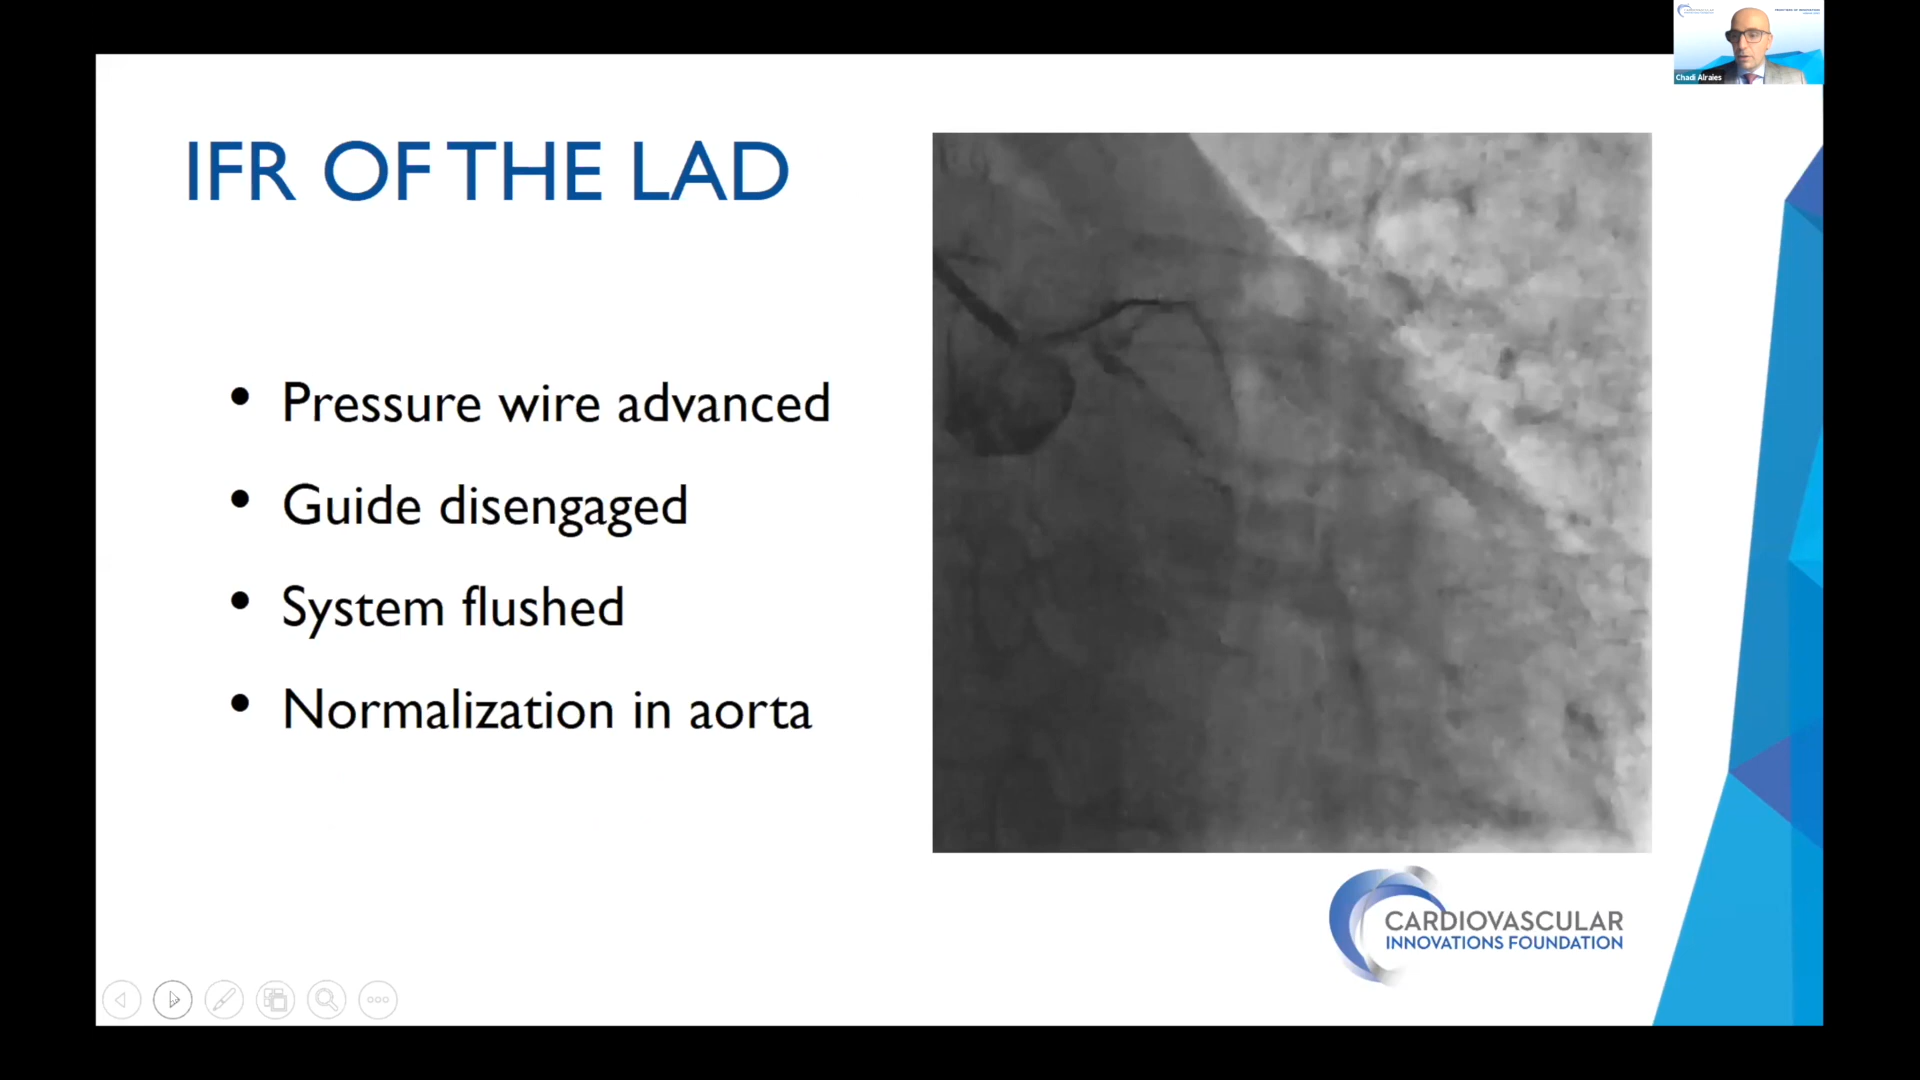 Chadi Alraies
IFR OF THE LAD
• Pressure wire advanced
• Guide disengaged
• System flushed
• Normalization in aorta
CARDIOVASCULAR
INNOVATIONS FOUNDATION